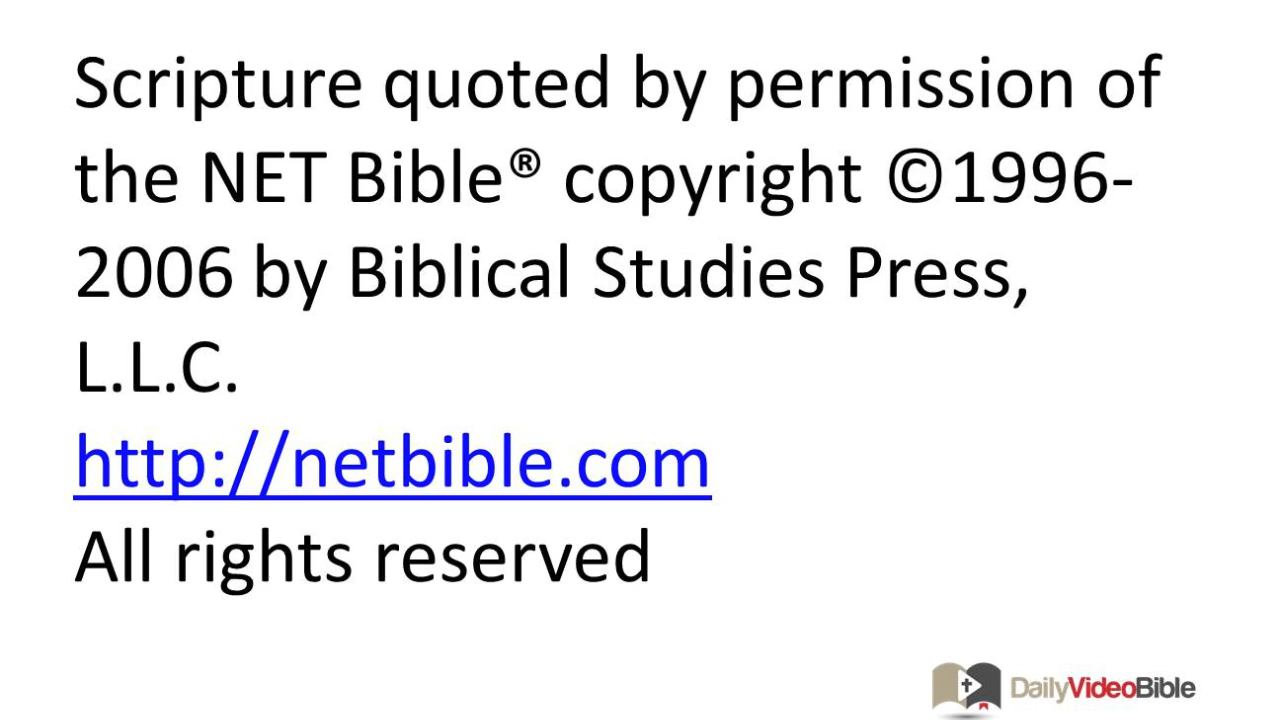 Scripture quoted by permission of
the NET Bible® copyright ©1996-
2006 by Biblical Studies Press,
L.L.C.
http://netbible.com
All rights reserved
DailyVideoBible